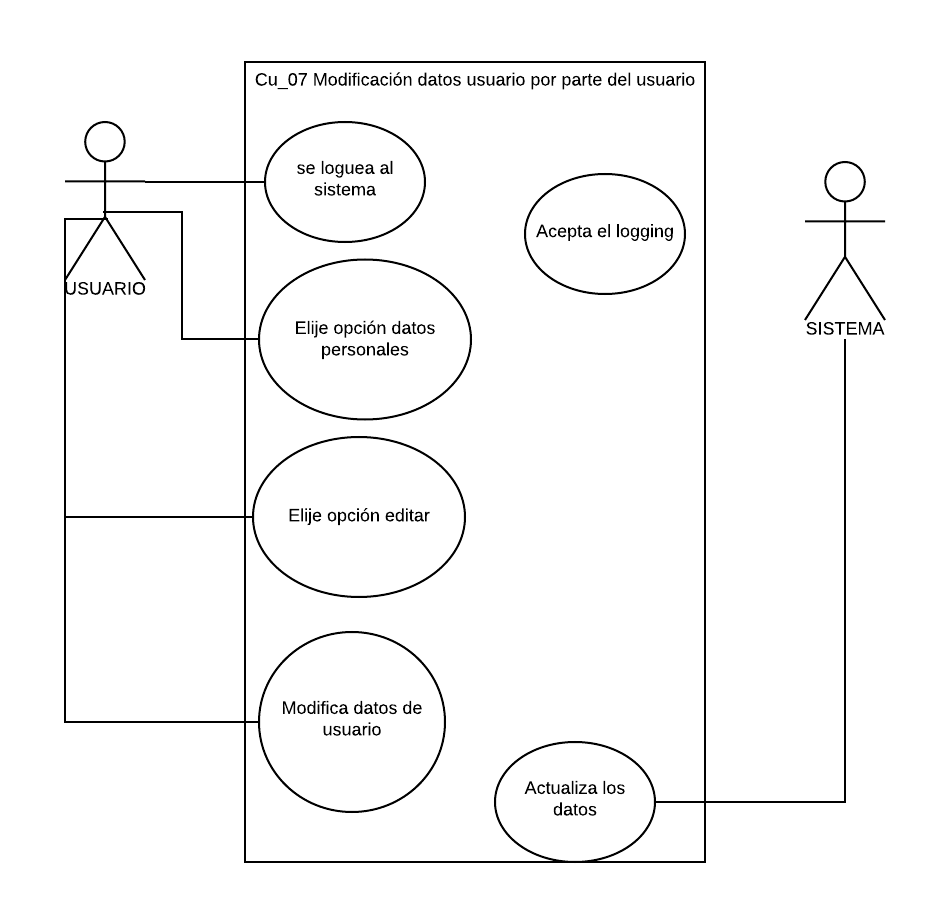 Cu_07 Modificación datos usuario por parte del usuario
se loguea al
sistema
Acepta el logging
USUARIO
SISTEMA
Elije opción datos
personales
Elije opción editar
Modifica datos de
usuario
Actualiza los
datos